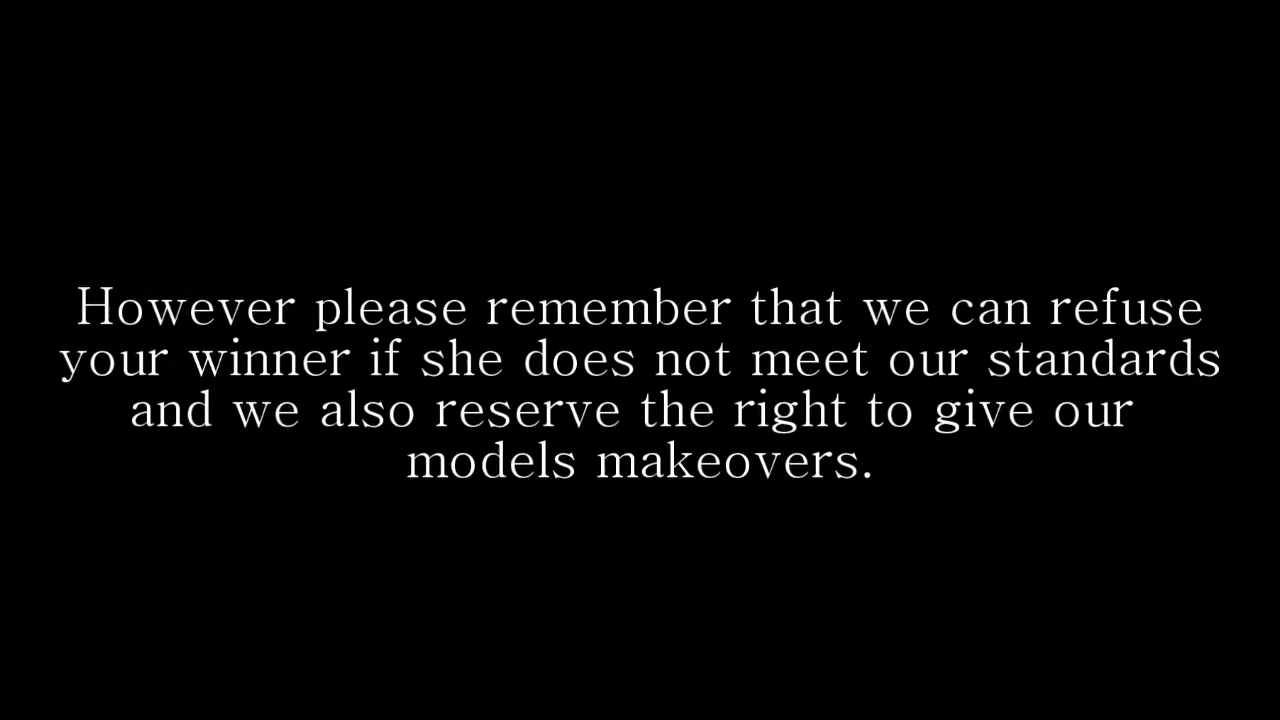 However please remember that we can refuse
your winner if she does not meet our standards
and we also reserve the right to give our
models makeovers.